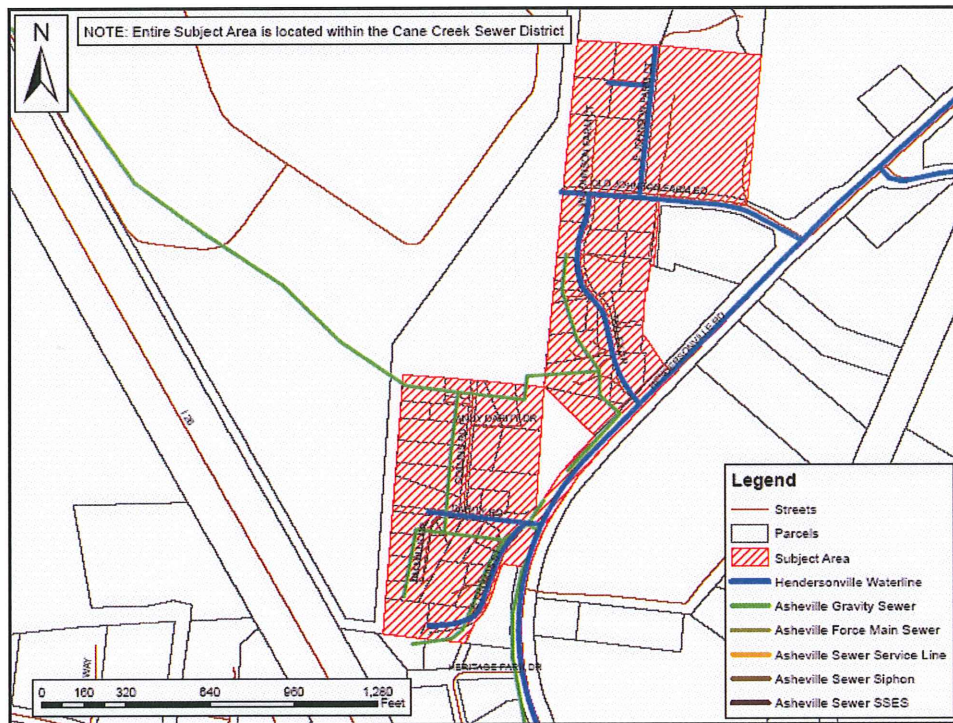 N
NOTE: Entire Subject Area is located within the Cane Creek Sewer District
HENDERSONVILLE RD
I 26
HERITAGE PARK DR
WAY
0 160 320 640 960 1,280
Feet
Legend
Streets
Parcels
Subject Area
Hendersonville Waterline
Asheville Gravity Sewer
Asheville Force Main Sewer
Asheville Sewer Service Line
Asheville Sewer Siphon
Asheville Sewer SSES